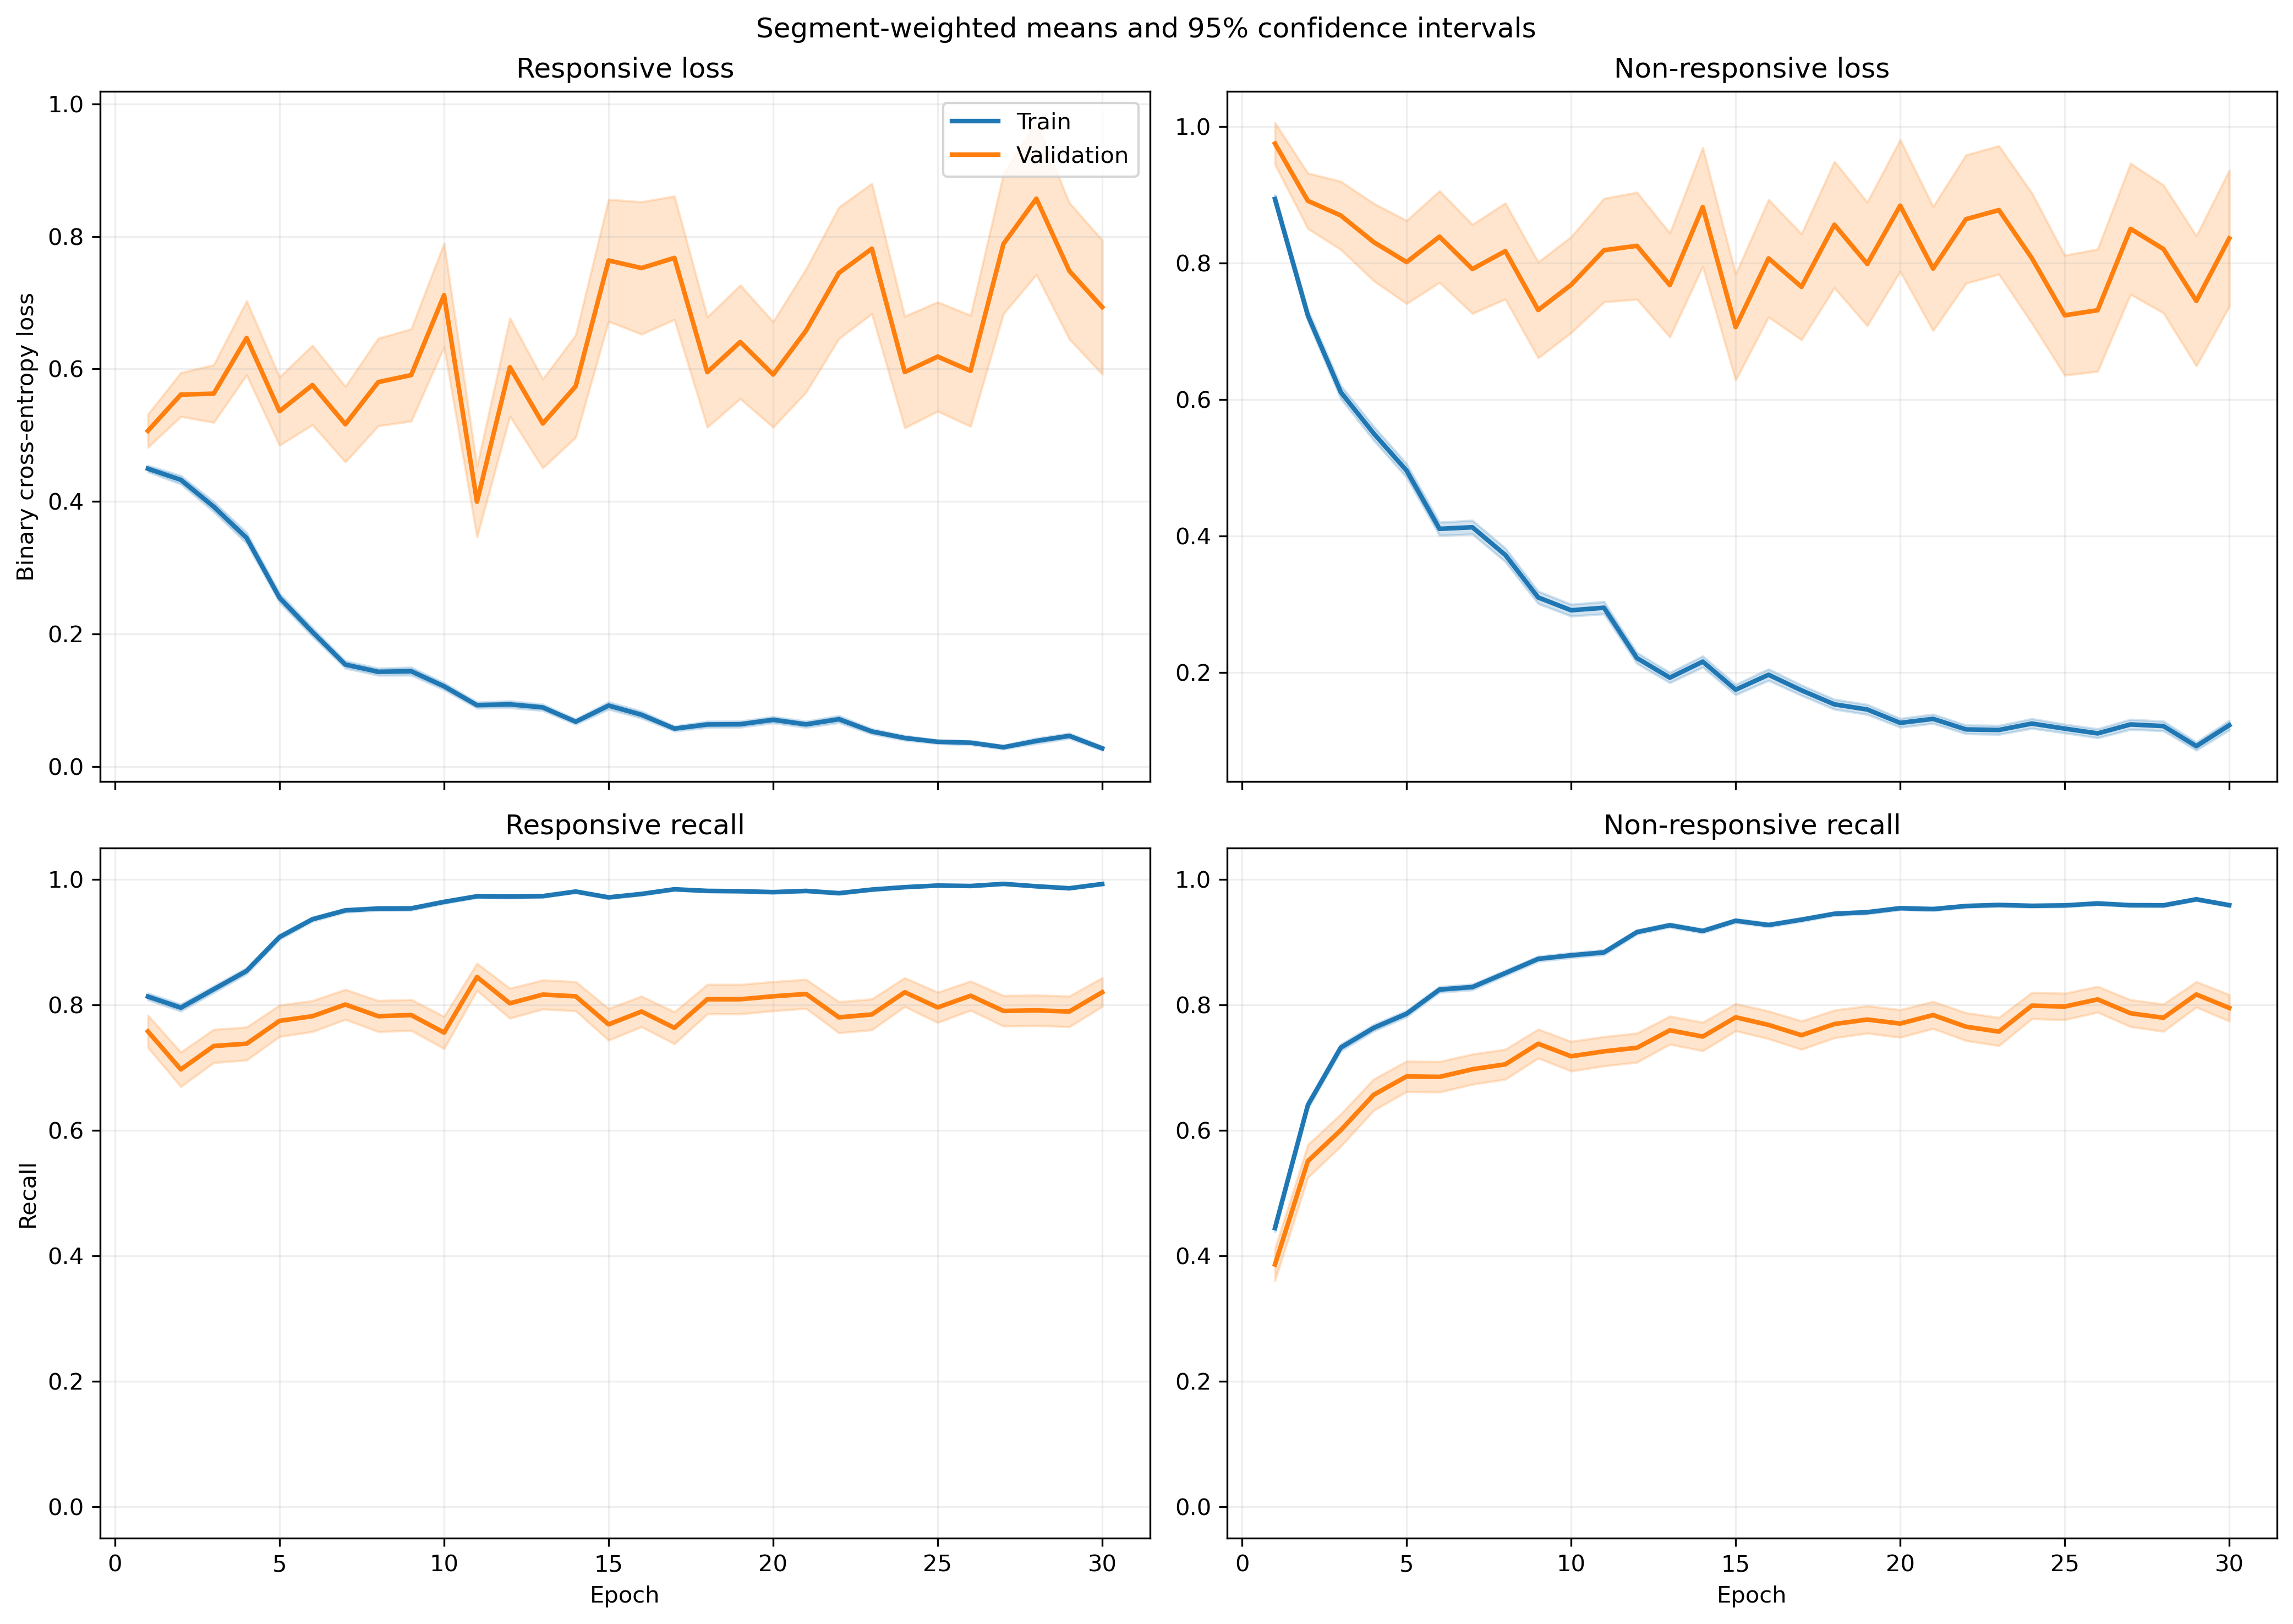 Segment-weighted means and 95% confidence intervals
Responsive loss
Non-responsive loss
Binary cross-entropy loss
1.0
0.8
0.6
0.4
0.2
0.0
Train
Validation
1.0
0.8
0.6
0.4
0.2
Responsive recall
Non-responsive recall
Recall
1.0
0.8
0.6
0.4
0.2
0.0
0 5 10 15 20 25 30
Epoch
1.0
0.8
0.6
0.4
0.2
0.0
0 5 10 15 20 25 30
Epoch